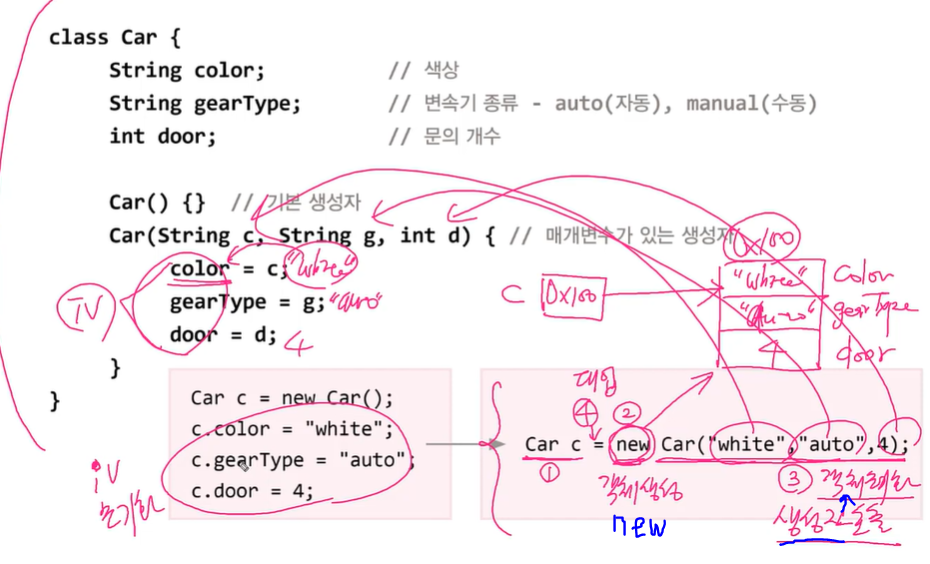 class Car {
String color; // 색상
String gearType; // 변속기 종류 - auto(자동), manual(수동)
int door; // 문의 개수
Car() {} // 기본 생성자
Car(String c, String g, int d) { // 매개변수가 있는 생성자
color = c; "white"
gearType = g; "auto"
door = d; 4
}
}
iV
0x100
"white" color
c 0x100
"auto" gearType
4 door
Car c = new Car();
c.color = "white";
c.gearType = "auto";
c.door = 4;
iV
초기화
대입
④ ②
Car c = new Car("white","auto",4);
①
객체생성
new
③ 객체초기화
생성자호출